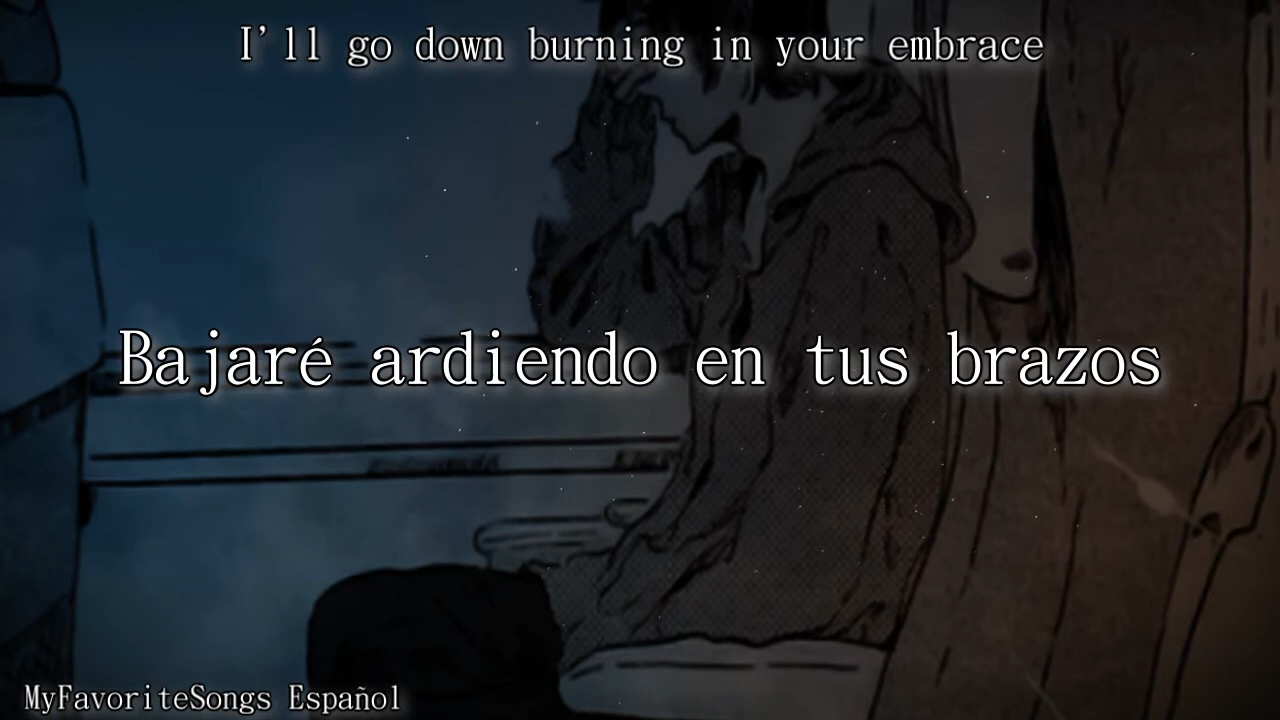 I'll go down burning in your embrace
Bajaré ardiendo en tus brazos
MyFavoriteSongs Español